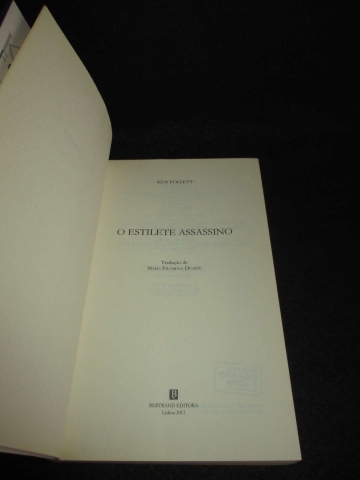 KEN FOLLETT
O ESTILETE ASSASSINO
Tradução de
B
BERTRAND EDITORA
Lisboa